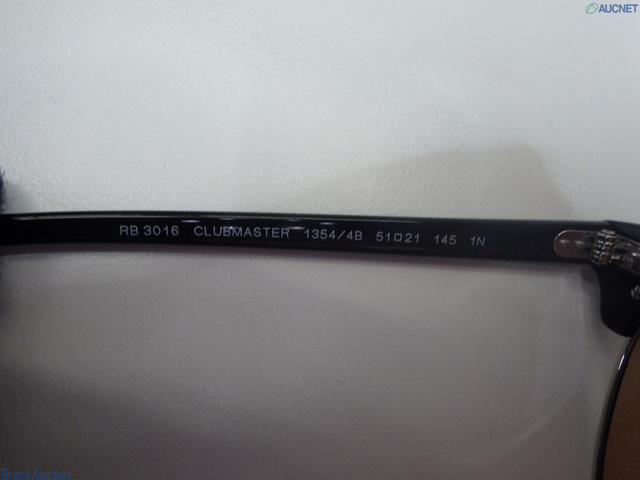 AUCNET
RB 3016 CLUBMASTER 1354/4B 51□21 145 1N